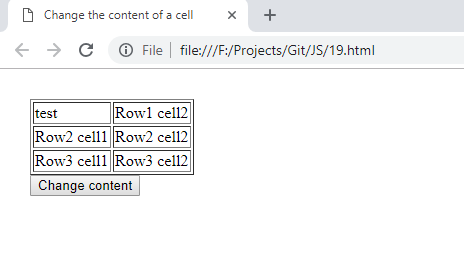 Change the content of a cell
File file:///F:/Projects/Git/JS/19.html
test Row1 cell2
Row2 cell1 Row2 cell2
Row3 cell1 Row3 cell2
Change content